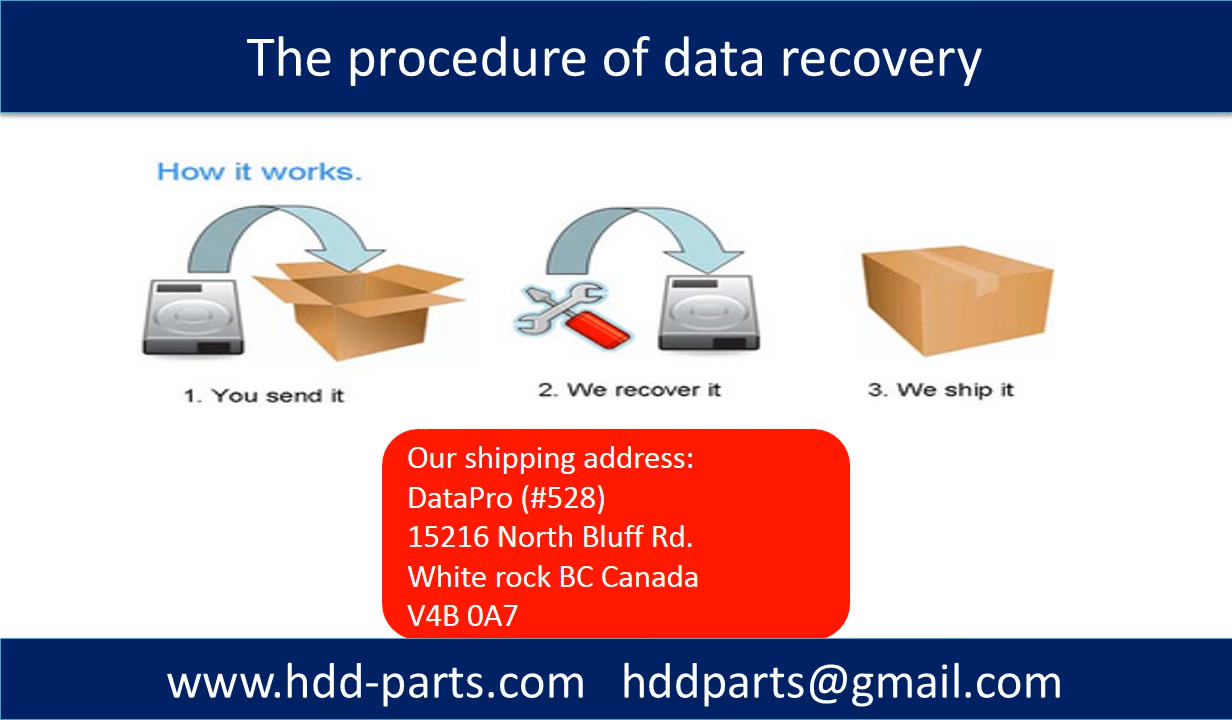 The procedure of data recovery
How it works.
1. You send it
2. We recover it
3. We ship it
Our shipping address:
DataPro (#528)
15216 North Bluff Rd.
White rock BC Canada
V4B 0A7
www.hdd-parts.com hddparts@gmail.com